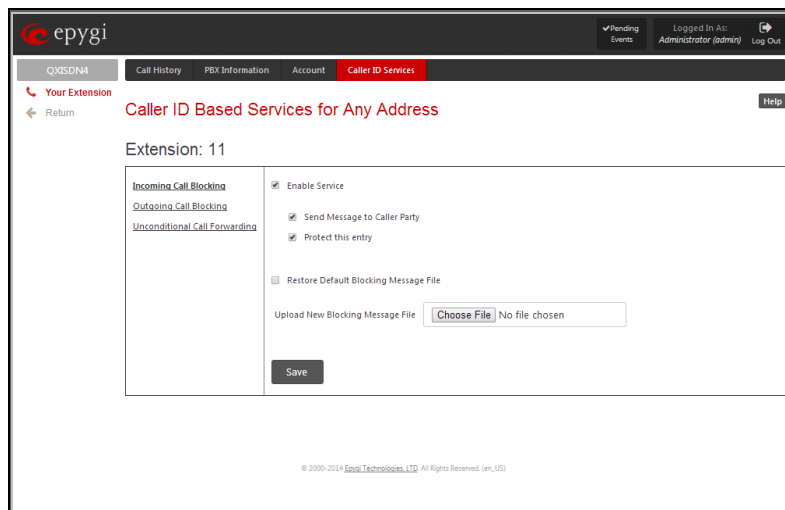 epygi
✔Pending Events
Logged In As:
Administrator (admin)
Log Out
QXISDN4
Call History
PBX Information
Account
Caller ID Services
Your Extension
Return
Caller ID Based Services for Any Address
Help
Extension: 11
Incoming Call Blocking
Outgoing Call Blocking
Unconditional Call Forwarding
Enable Service
Send Message to Caller Party
Protect this entry
Restore Default Blocking Message File
Upload New Blocking Message File
Choose File No file chosen
Save
© 2000-2014 Epygi Technologies, LTD. All Rights Reserved. (en_US)